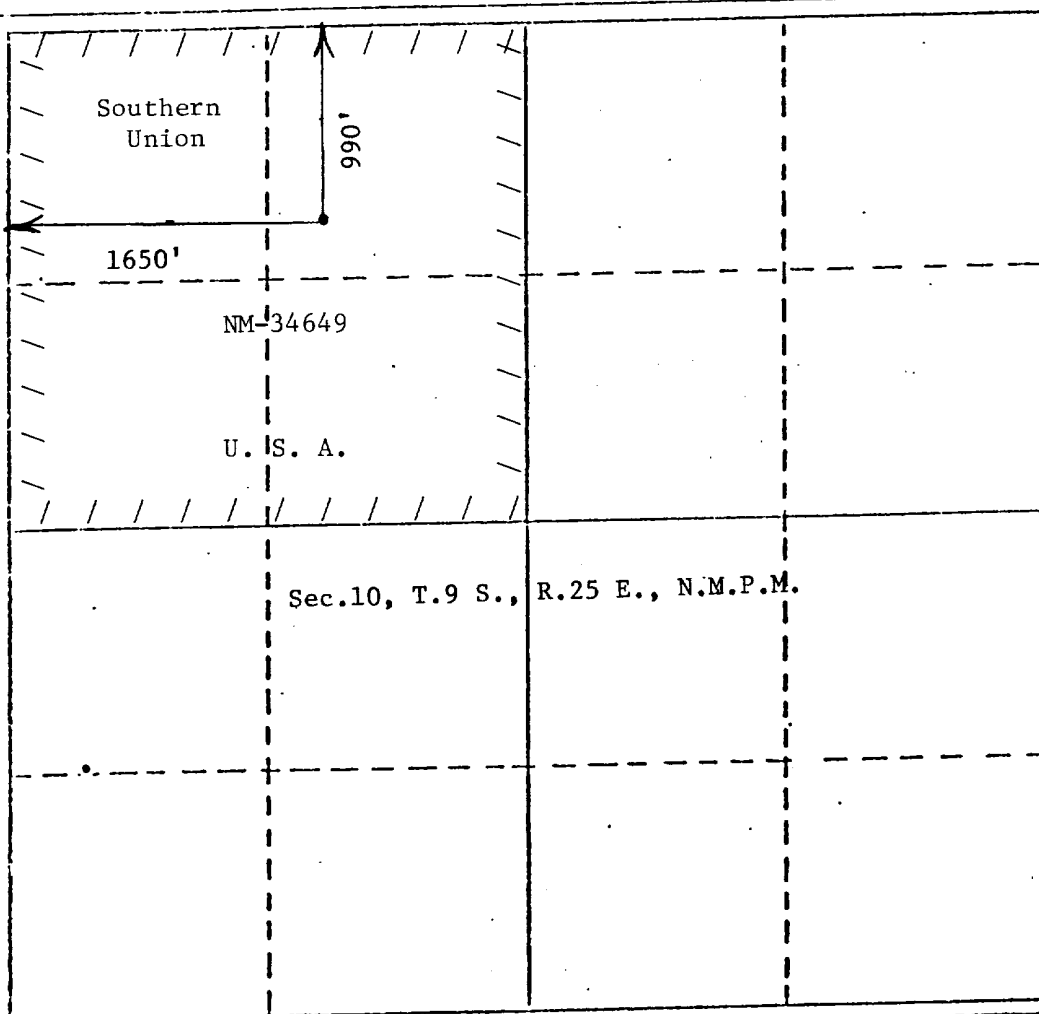 Southern
Union
990'
1650'
NM-34649
U. S. A.
Sec.10, T.9 S., R.25 E., N.M.P.M.